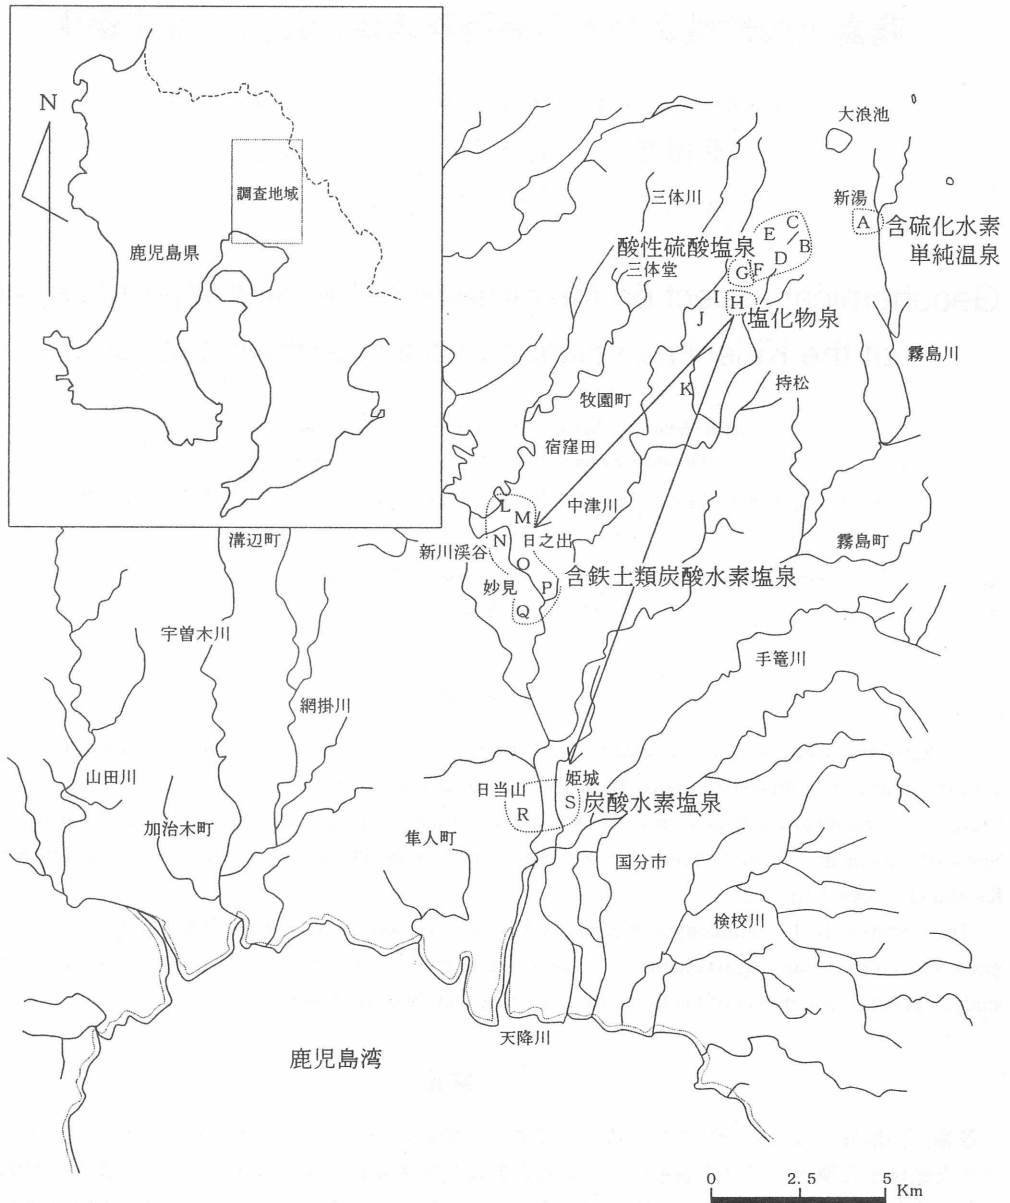 N
調査地域
鹿児島県
大浪池
三体川
新湯
A
含硫化水素
単純温泉
酸性硫酸塩泉
三体堂
C
E
B
D
G
F
I
H
J
塩化物泉
霧島川
K
持松
牧園町
宿窪田
中津川
L
M
N
日之出
溝辺町
新川渓谷
霧島町
O
妙見
P
含鉄土類炭酸水素塩泉
Q
宇曽木川
手篭川
網掛川
山田川
日当山
姫城
R
S
炭酸水素塩泉
加治木町
隼人町
国分市
検校川
天降川
鹿児島湾
0 2.5 5
Km